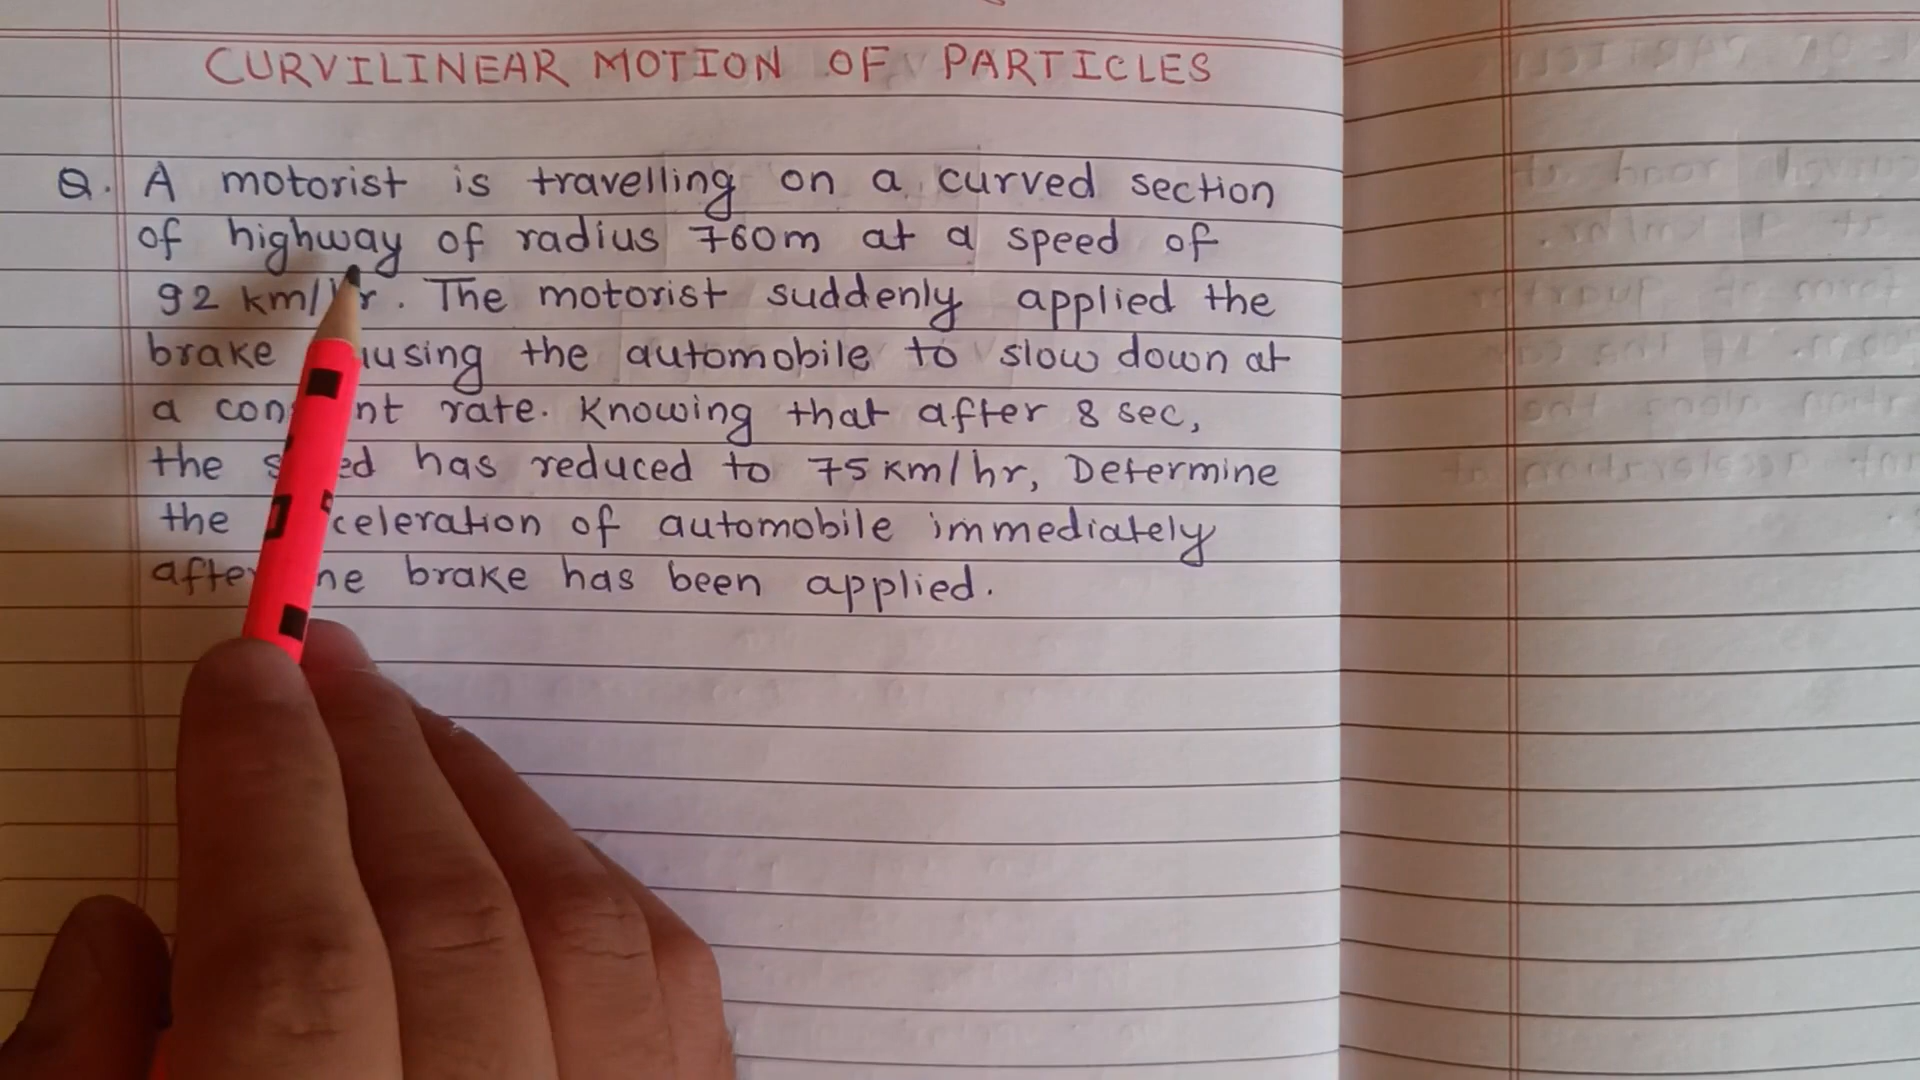 CURVILINEAR MOTION OF PARTICLES
Q. A motorist is travelling on a curved section
of highway of radius 760m at a speed of
92 km/hr. The motorist suddenly applied the
brake the automobile to slow down at
a rate. Knowing that after 8 sec,
the has reduced to 75 km/hr, Determine
the of automobile immediately
brake has been applied.